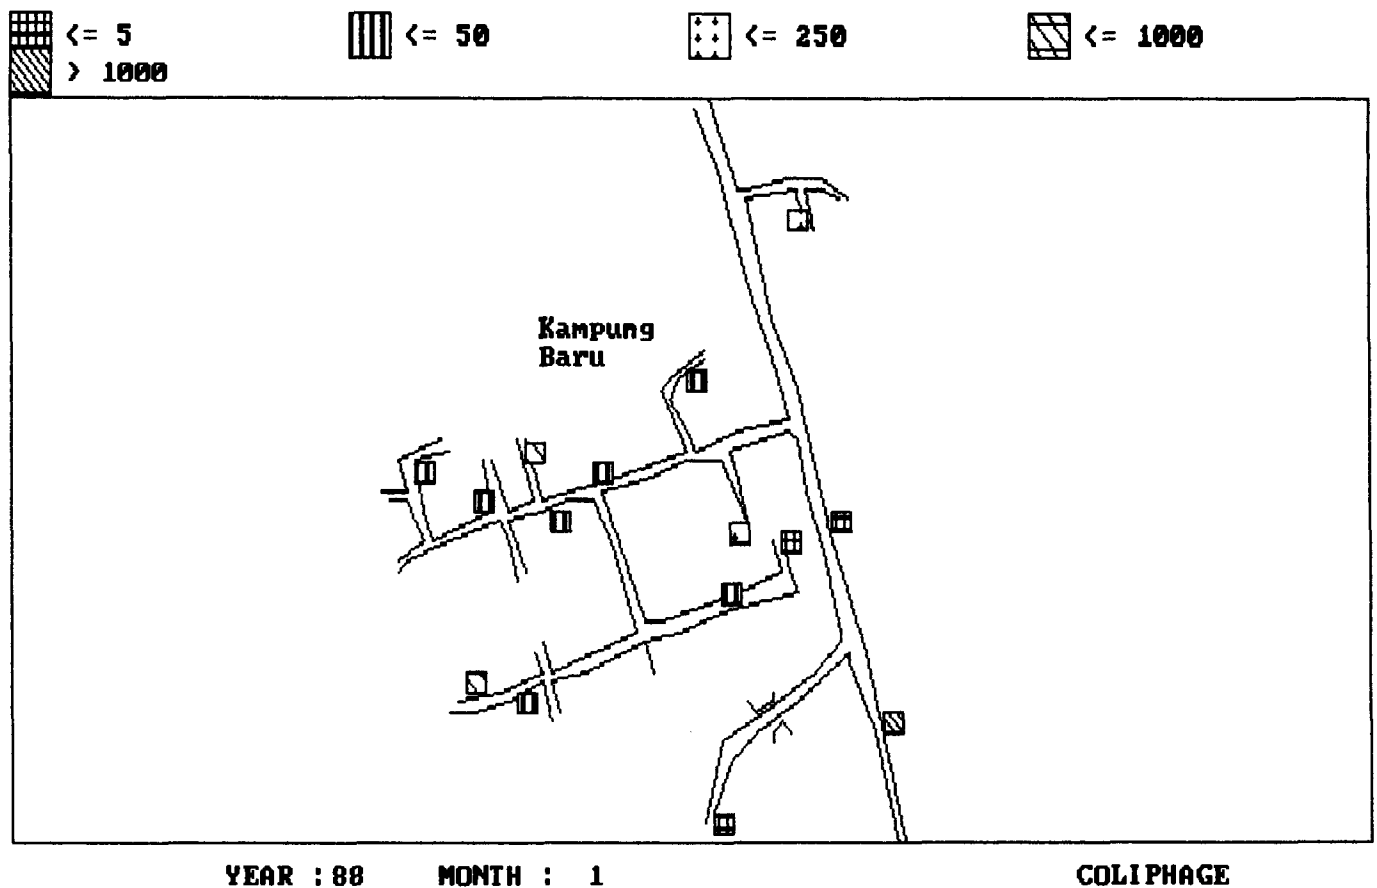 <= 5 <= 50 <= 250 <= 1000
> 1000
Kampung
Baru
YEAR : 88 MONTH : 1 COLIPHAGE